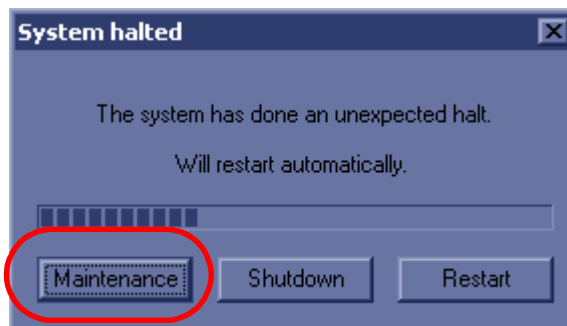 System halted
The system has done an unexpected halt.
Will restart automatically.
Maintenance Shutdown Restart